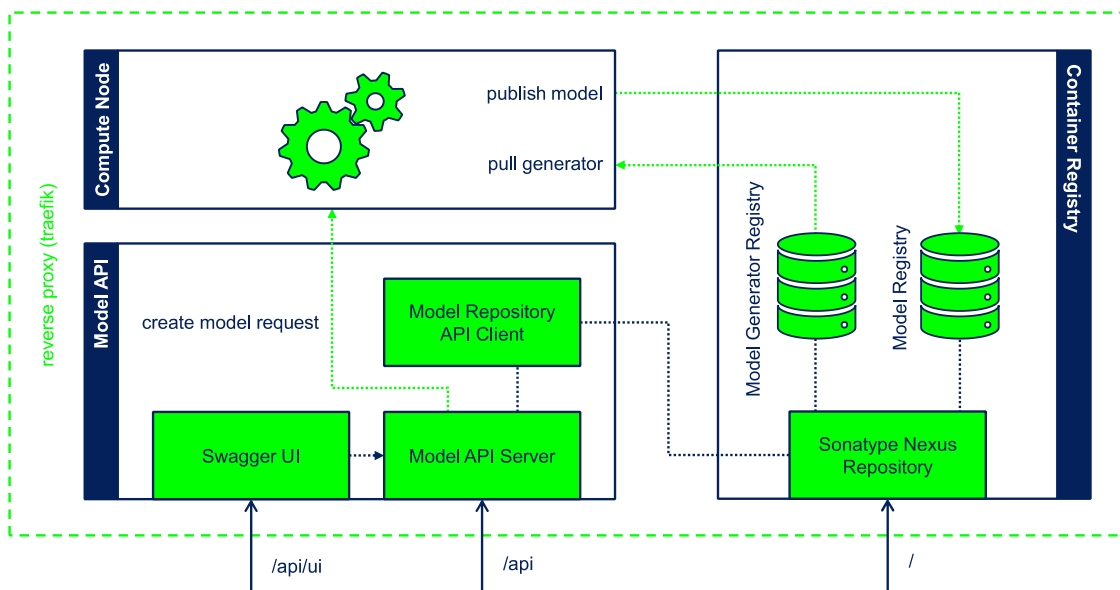 reverse proxy (traefik)
Compute Node
publish model
pull generator
Model API
create model request
Model Repository
API Client
Swagger UI
Model API Server
Container Registry
Model Generator Registry
Model Registry
Sonatype Nexus
Repository
/api/ui
/api
/